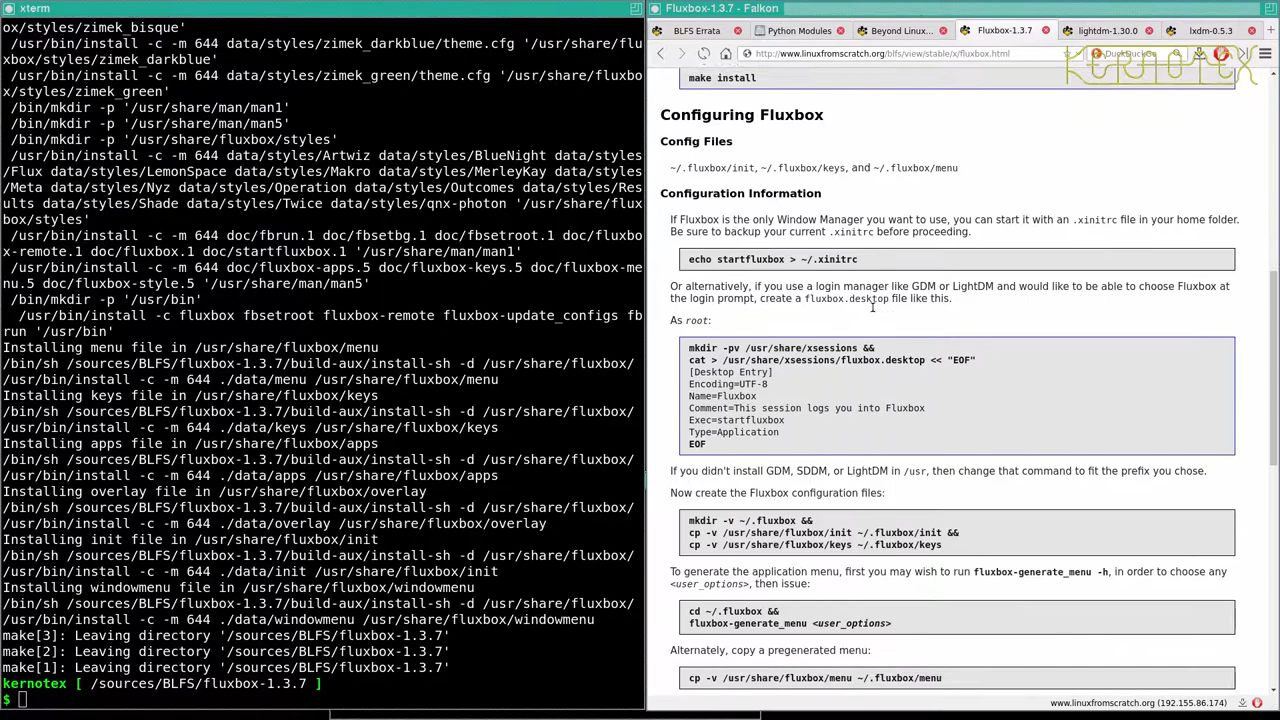 xterm
ox/styles/zimek_bisque'
/usr/bin/install -c -m 644 data/styles/zimek_darkblue/theme.cfg '/usr/share/flu
xbox/styles/zimek_darkblue'
/usr/bin/install -c -m 644 data/styles/zimek_green/theme.cfg '/usr/share/fluxbo
x/styles/zimek_green'
/bin/mkdir -p '/usr/share/man/man1'
/bin/mkdir -p '/usr/share/man/man5'
/bin/mkdir -p '/usr/share/fluxbox/styles'
/usr/bin/install -c -m 644 data/styles/Artwiz data/styles/BlueNight data/styles
/Flux data/styles/LemonSpace data/styles/Makro data/styles/MerleyKay data/styles
/Meta data/styles/Nyz data/styles/Operation data/styles/Outcomes data/styles/Res
ults data/styles/Shade data/styles/Twice data/styles/qnx-photon '/usr/share/flux
box/styles'
/usr/bin/install -c -m 644 doc/fbrun.1 doc/fbsetbg.1 doc/fbsetroot.1 doc/fluxbo
x-remote.1 doc/fluxbox.1 doc/startfluxbox.1 '/usr/share/man/man1'
/usr/bin/install -c -m 644 doc/fluxbox-apps.5 doc/fluxbox-keys.5 doc/fluxbox-me
nu.5 doc/fluxbox-style.5 '/usr/share/man/man5'
/bin/mkdir -p '/usr/bin'
/usr/bin/install -c fluxbox fbsetroot fluxbox-remote fluxbox-update_configs fb
run '/usr/bin'
Installing menu file in /usr/share/fluxbox/menu
/bin/sh /sources/BLFS/fluxbox-1.3.7/build-aux/install-sh -d /usr/share/fluxbox/
/usr/bin/install -c -m 644 ./data/menu /usr/share/fluxbox/menu
Installing keys file in /usr/share/fluxbox/keys
/bin/sh /sources/BLFS/fluxbox-1.3.7/build-aux/install-sh -d /usr/share/fluxbox/
/usr/bin/install -c -m 644 ./data/keys /usr/share/fluxbox/keys
Installing apps file in /usr/share/fluxbox/apps
/bin/sh /sources/BLFS/fluxbox-1.3.7/build-aux/install-sh -d /usr/share/fluxbox/
/usr/bin/install -c -m 644 ./data/apps /usr/share/fluxbox/apps
Installing overlay file in /usr/share/fluxbox/overlay
/bin/sh /sources/BLFS/fluxbox-1.3.7/build-aux/install-sh -d /usr/share/fluxbox/
/usr/bin/install -c -m 644 ./data/overlay /usr/share/fluxbox/overlay
Installing init file in /usr/share/fluxbox/init
/bin/sh /sources/BLFS/fluxbox-1.3.7/build-aux/install-sh -d /usr/share/fluxbox/
/usr/bin/install -c -m 644 ./data/init /usr/share/fluxbox/init
Installing windowmenu file in /usr/share/fluxbox/windowmenu
/bin/sh /sources/BLFS/fluxbox-1.3.7/build-aux/install-sh -d /usr/share/fluxbox/
/usr/bin/install -c -m 644 ./data/windowmenu /usr/share/fluxbox/windowmenu
make[3]: Leaving directory '/sources/BLFS/fluxbox-1.3.7'
make[2]: Leaving directory '/sources/BLFS/fluxbox-1.3.7'
make[1]: Leaving directory '/sources/BLFS/fluxbox-1.3.7'
kernotex [ /sources/BLFS/fluxbox-1.3.7 ]
$
Fluxbox-1.3.7 - Falkon
BLFS Errata
Python Modules
Beyond Linux...
Fluxbox-1.3.7
lightdm-1.30.0
lxdm-0.5.3
http://www.linuxfromscratch.org/blfs/view/stable/x/fluxbox.html
DuckDuckGo
KERNOTEX
make install
Configuring Fluxbox
Config Files
~/.fluxbox/init, ~/.fluxbox/keys, and ~/.fluxbox/menu
Configuration Information
If Fluxbox is the only Window Manager you want to use, you can start it with an .xinitrc file in your home folder.
Be sure to backup your current .xinitrc before proceeding.
echo startfluxbox > ~/.xinitrc
Or alternatively, if you use a login manager like GDM or LightDM and would like to be able to choose Fluxbox at
the login prompt, create a fluxbox.desktop file like this.
As root:
mkdir -pv /usr/share/xsessions &&
cat > /usr/share/xsessions/fluxbox.desktop << "EOF"
[Desktop Entry]
Encoding=UTF-8
Name=Fluxbox
Comment=This session logs you into Fluxbox
Exec=startfluxbox
Type=Application
EOF
If you didn't install GDM, SDDM, or LightDM in /usr, then change that command to fit the prefix you chose.
Now create the Fluxbox configuration files:
mkdir -v ~/.fluxbox &&
cp -v /usr/share/fluxbox/init ~/.fluxbox/init &&
cp -v /usr/share/fluxbox/keys ~/.fluxbox/keys
To generate the application menu, first you may wish to run fluxbox-generate_menu -h, in order to choose any
<user_options>, then issue:
cd ~/.fluxbox &&
fluxbox-generate_menu <user_options>
Alternately, copy a pregenerated menu:
cp -v /usr/share/fluxbox/menu ~/.fluxbox/menu
www.linuxfromscratch.org (192.155.86.174)